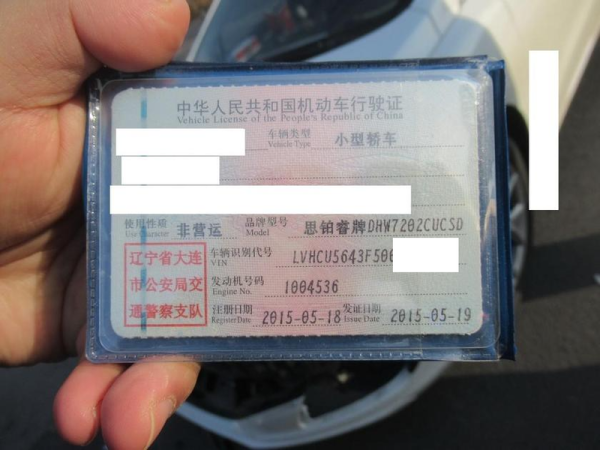 中华人民共和国机动车行驶证
Vehicle License of the People's Republic of China
车辆类型 小型轿车
Vehicle Type
使用性质 非营运 品牌型号 思铂睿牌DHW7202CUCSD
Use Character Model
辽宁省大连
市公安局交
通警察支队
车辆识别代号 LVHCU5643F500
VIN
发动机号码 1004536
Engine No.
注册日期 2015-05-18 发证日期 2015-05-19
Register Date Issue Date